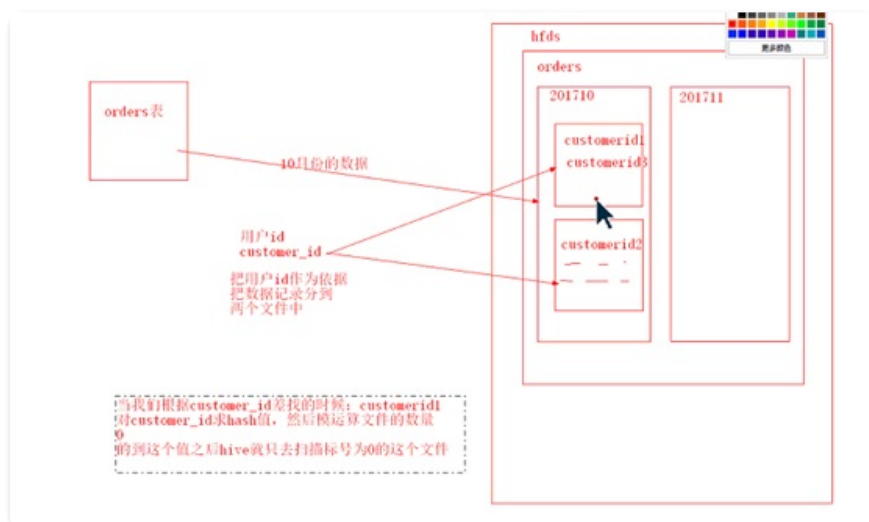 更多颜色
hfds
orders
201710
201711
orders表
customerid1
customerid3
10月份的数据
用户id
customer_id
customerid2
把用户id作为依据
把数据记录分到
两个文件中
当我们根据customer_id差找的时候：customerid1
对customer_id求hash值，然后模运算文件的数量
0
的到这个值之后hive就只去扫描标号为0的这个文件